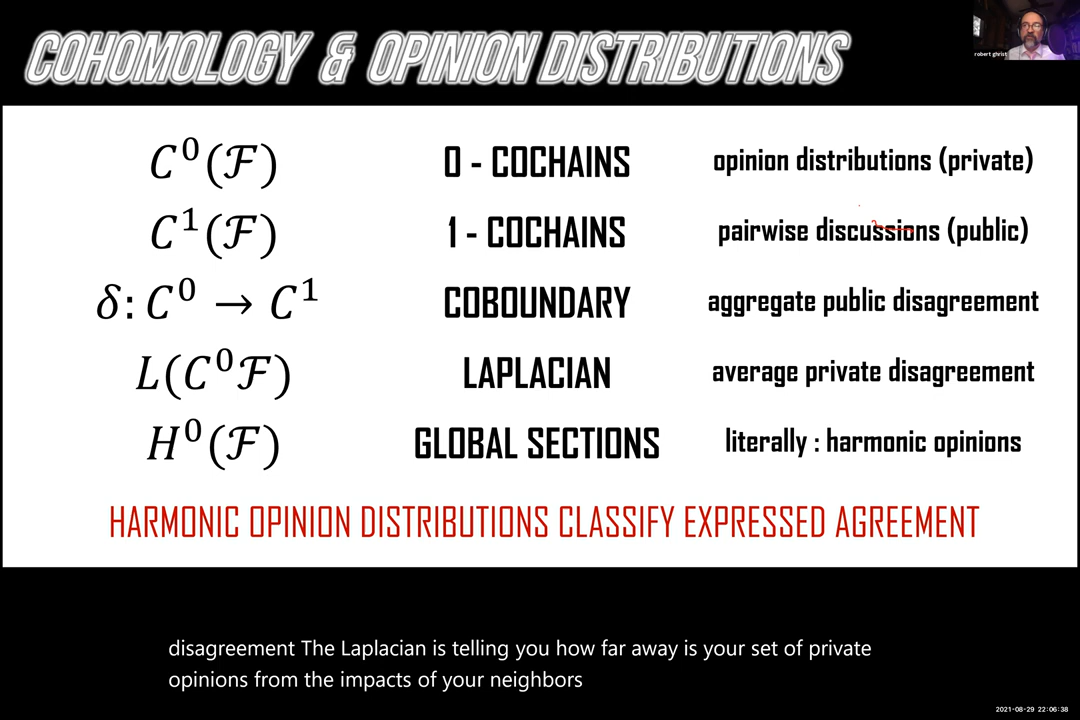 COHOMOLOGY & OPINION DISTRIBUTIONS
robert ghrist
C⁰(ℱ) 0 - COCHAINS opinion distributions (private)
C¹(ℱ) 1 - COCHAINS pairwise discussions (public)
δ: C⁰ → C¹ COBOUNDARY aggregate public disagreement
L(C⁰ℱ) LAPLACIAN average private disagreement
H⁰(ℱ) GLOBAL SECTIONS literally : harmonic opinions
HARMONIC OPINION DISTRIBUTIONS CLASSIFY EXPRESSED AGREEMENT
disagreement The Laplacian is telling you how far away is your set of private
opinions from the impacts of your neighbors
2021-08-29 22:06:38